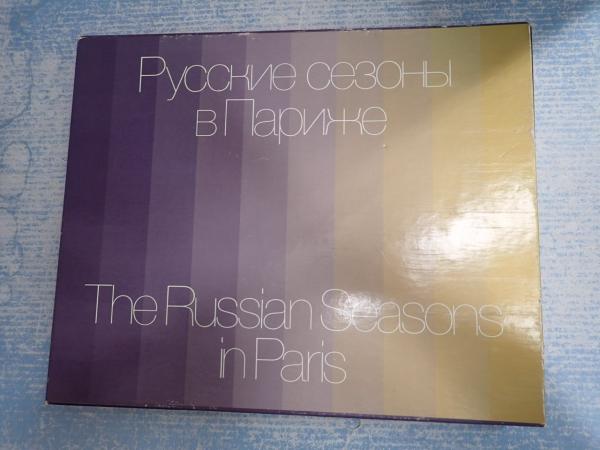 Русские сезоны
в Париже
The Russian Seasons
in Paris